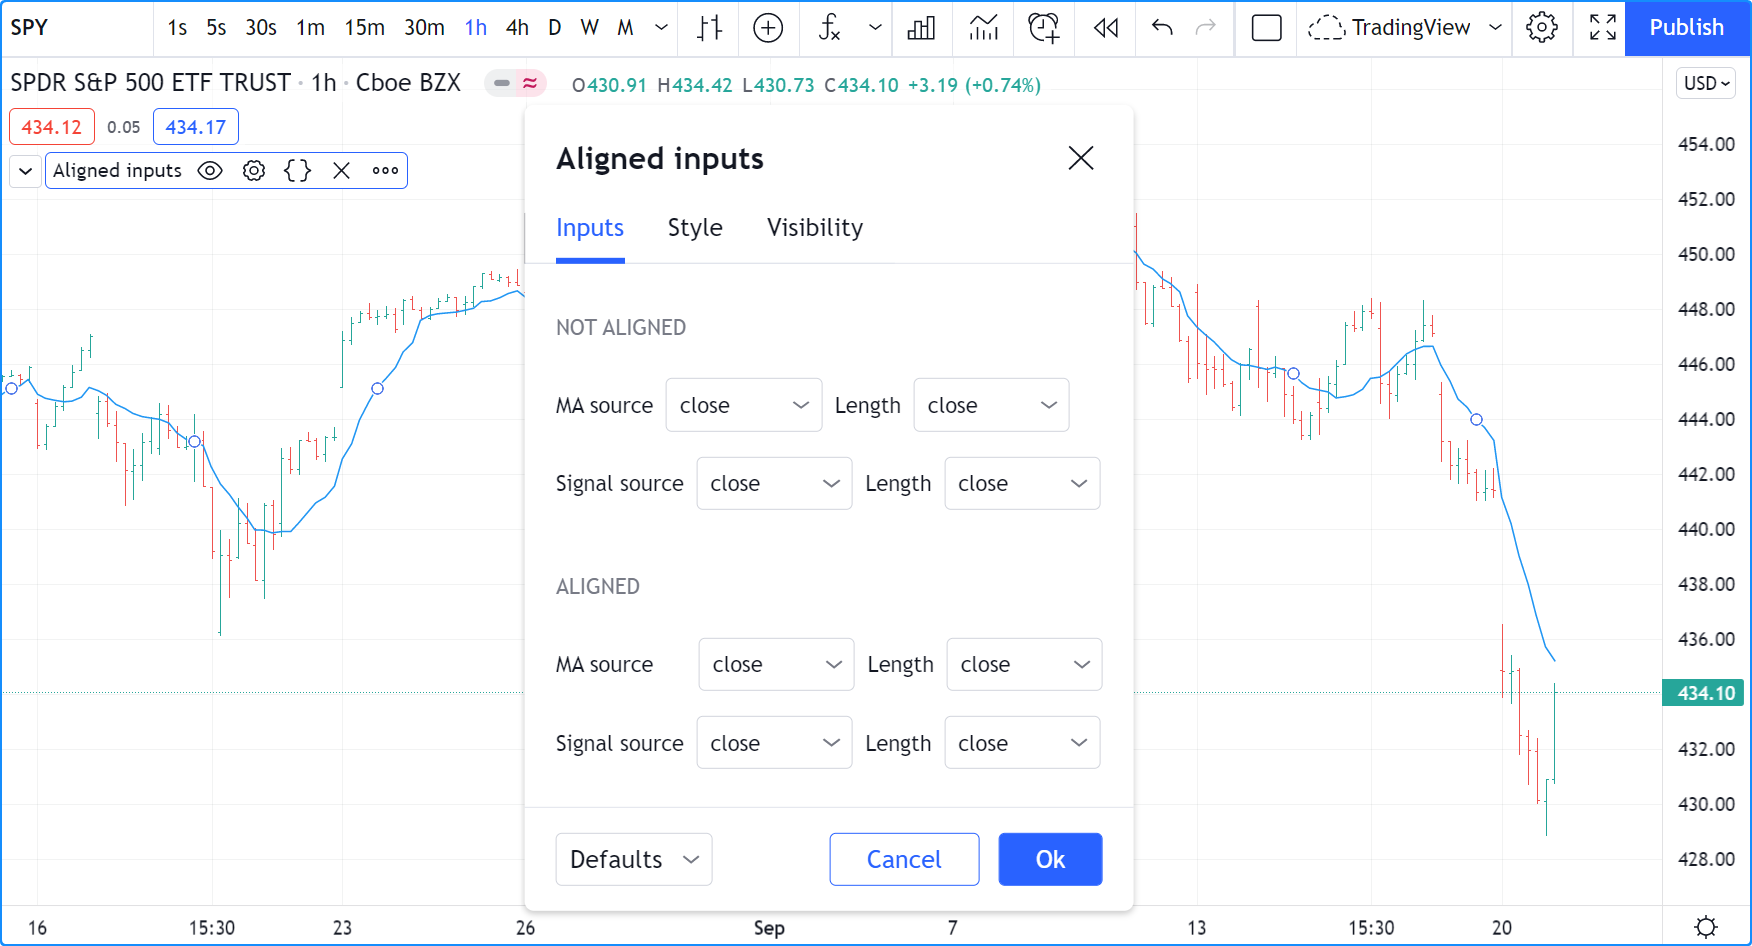 SPY 1s 5s 30s 1m 15m 30m 1h 4h D W M TradingView Publish
SPDR S&P 500 ETF TRUST · 1h · Cboe BZX O430.91 H434.42 L430.73 C434.10 +3.19 (+0.74%) USD
434.12 0.05 434.17
Aligned inputs
Aligned inputs
Inputs Style Visibility
NOT ALIGNED
MA source close Length close
Signal source close Length close
ALIGNED
MA source close Length close
Signal source close Length close
Defaults Cancel Ok
454.00
452.00
450.00
448.00
446.00
444.00
442.00
440.00
438.00
436.00
434.10
432.00
430.00
428.00
16 15:30 23 26 Sep 7 13 15:30 20